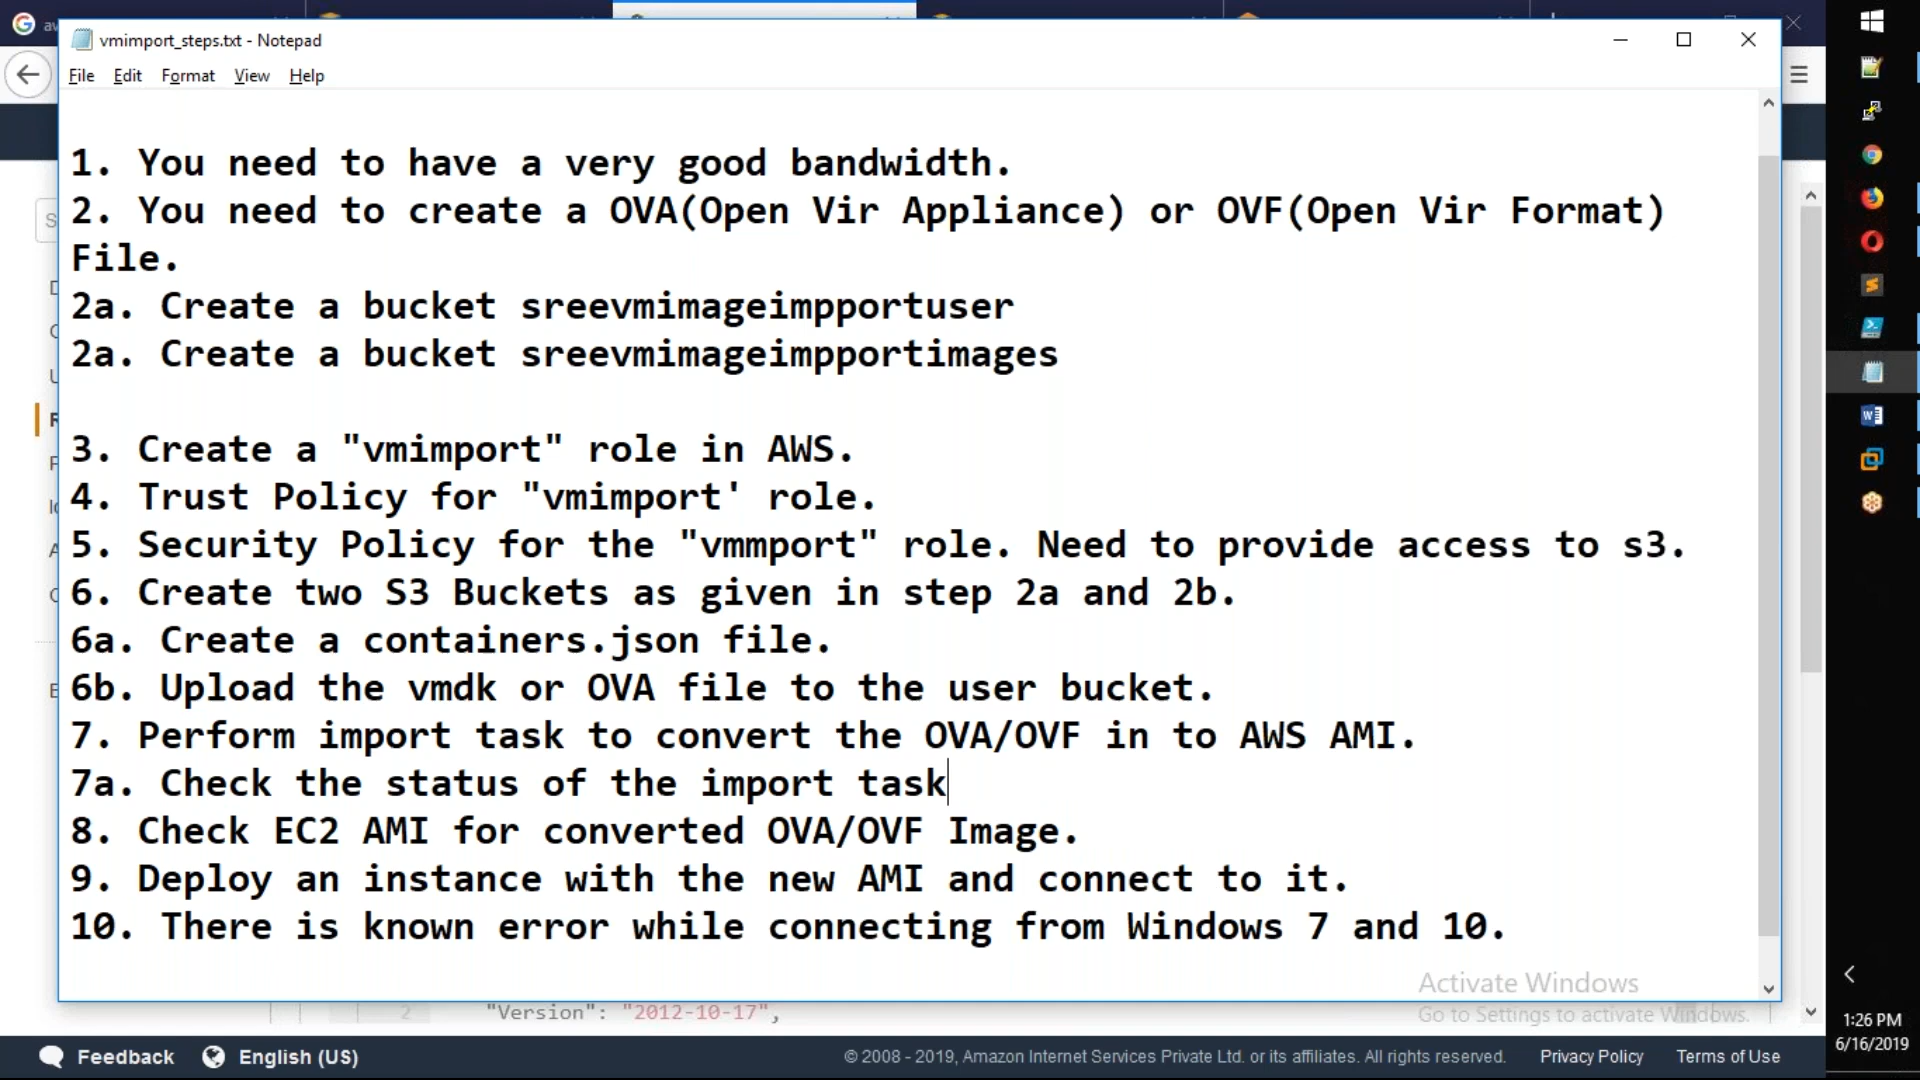 vmimport_steps.txt - Notepad
File Edit Format View Help
1. You need to have a very good bandwidth.
2. You need to create a OVA(Open Vir Appliance) or OVF(Open Vir Format)
File.
2a. Create a bucket sreevmimageimpportuser
2a. Create a bucket sreevmimageimpportimages
3. Create a "vmimport" role in AWS.
4. Trust Policy for "vmimport' role.
5. Security Policy for the "vmmport" role. Need to provide access to s3.
6. Create two S3 Buckets as given in step 2a and 2b.
6a. Create a containers.json file.
6b. Upload the vmdk or OVA file to the user bucket.
7. Perform import task to convert the OVA/OVF in to AWS AMI.
7a. Check the status of the import task
8. Check EC2 AMI for converted OVA/OVF Image.
9. Deploy an instance with the new AMI and connect to it.
10. There is known error while connecting from Windows 7 and 10.
Activate Windows
Go to Settings to activate Windows.
2 "Version": "2012-10-17",
Feedback English (US) © 2008 - 2019, Amazon Internet Services Private Ltd. or its affiliates. All rights reserved. Privacy Policy Terms of Use
1:26 PM
6/16/2019